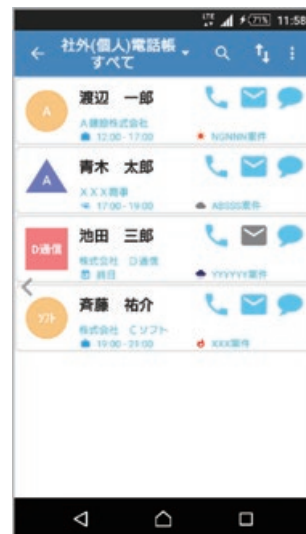 LTE 71% 11:58
社外(個人)電話帳
すべて
A
渡辺 一郎
A建設株式会社
12:00 - 17:00
NGNNN案件
A
青木 太郎
XXX商事
17:00 - 19:00
ABSSS案件
D通信
池田 三郎
株式会社 D通信
終日
YYYYYY案件
ソフト
斉藤 祐介
株式会社 Cソフト
19:00 - 21:00
XXX案件